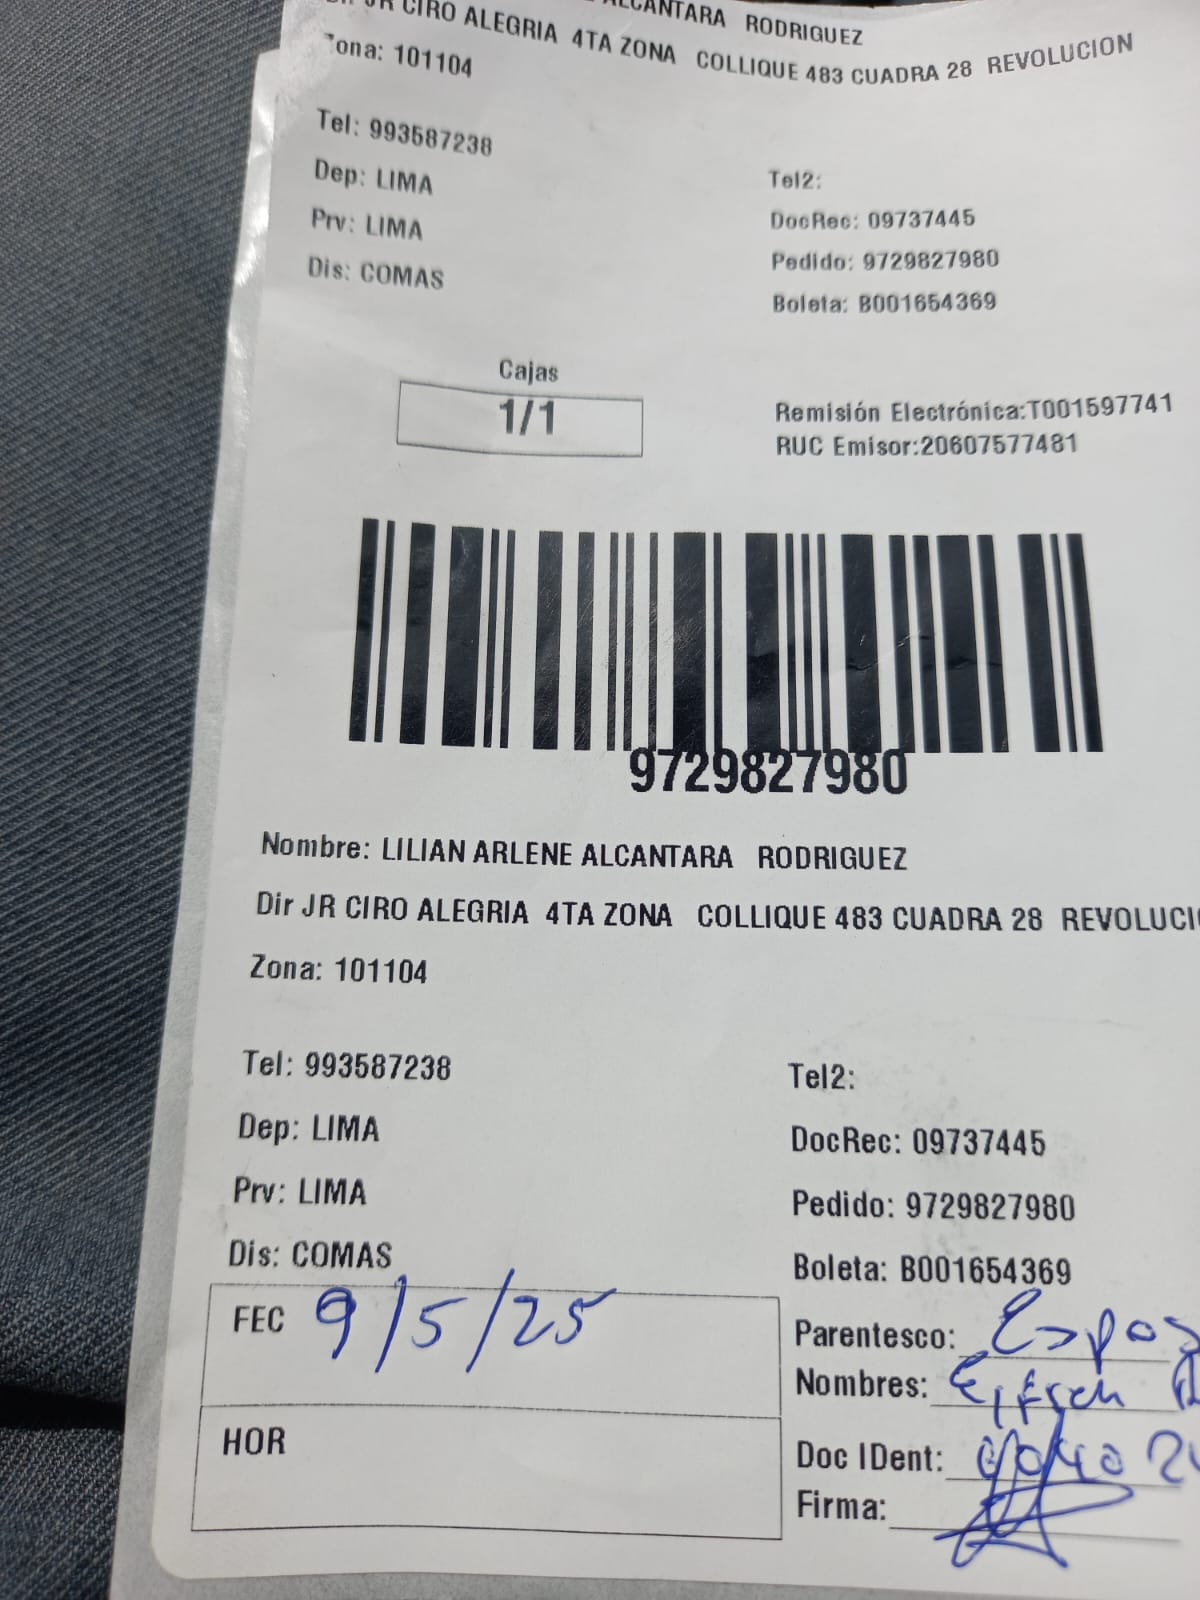 ALCANTARA RODRIGUEZ
JR CIRO ALEGRIA 4TA ZONA COLLIQUE 483 CUADRA 28 REVOLUCION
Zona: 101104
Tel: 993587238
Dep: LIMA
Prv: LIMA
Dis: COMAS
Tel2:
DocRec: 09737445
Pedido: 9729827980
Boleta: B001654369
Cajas
1/1
Remisión Electrónica:T001597741
RUC Emisor:20607577481
9729827980
Nombre: LILIAN ARLENE ALCANTARA RODRIGUEZ
Dir JR CIRO ALEGRIA 4TA ZONA COLLIQUE 483 CUADRA 28 REVOLUCI
Zona: 101104
Tel: 993587238
Dep: LIMA
Prv: LIMA
Dis: COMAS
Tel2:
DocRec: 09737445
Pedido: 9729827980
Boleta: B001654369
FEC 9/5/25
HOR
Parentesco: Espos
Nombres:
Doc IDent:
Firma: